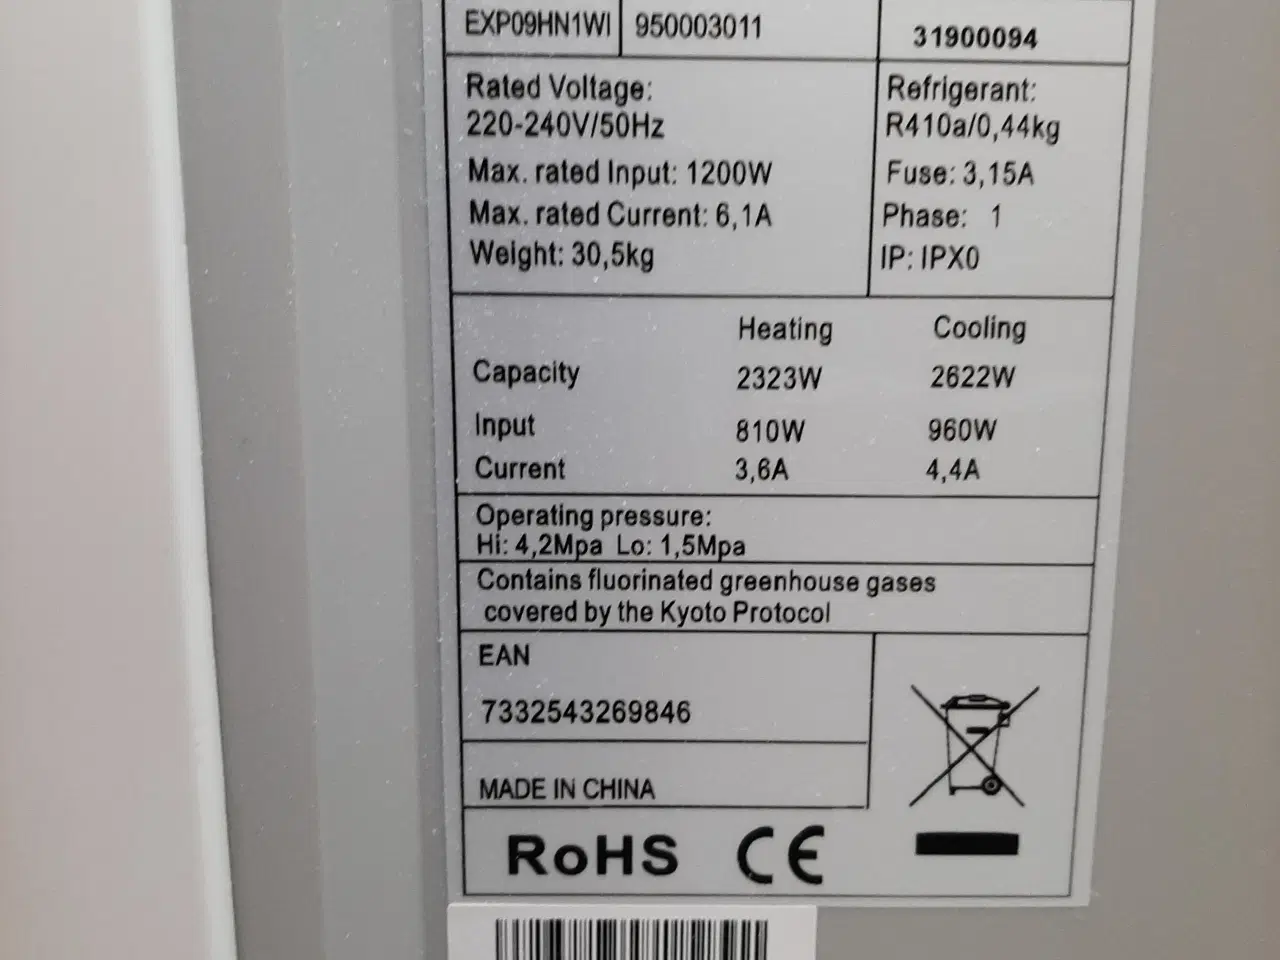 EXP09HN1WI 950003011 31900094
Rated Voltage:
220-240V/50Hz
Max. rated Input: 1200W
Max. rated Current: 6,1A
Weight: 30,5kg
Refrigerant:
R410a/0,44kg
Fuse: 3,15A
Phase: 1
IP: IPX0
Heating Cooling
Capacity 2323W 2622W
Input 810W 960W
Current 3,6A 4,4A
Operating pressure:
Hi: 4,2Mpa Lo: 1,5Mpa
Contains fluorinated greenhouse gases
covered by the Kyoto Protocol
EAN
7332543269846
MADE IN CHINA
RoHS CE